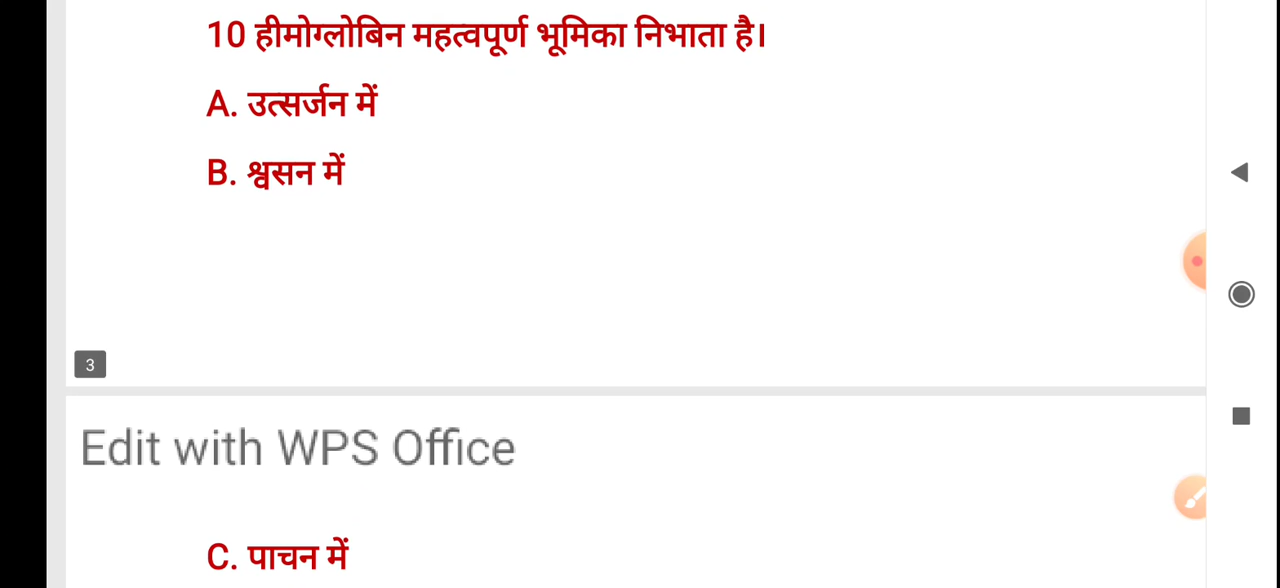 10 हीमोग्लोबिन महत्वपूर्ण भूमिका निभाता है।
A. उत्सर्जन में
B. श्वसन में
3
Edit with WPS Office
C. पाचन में